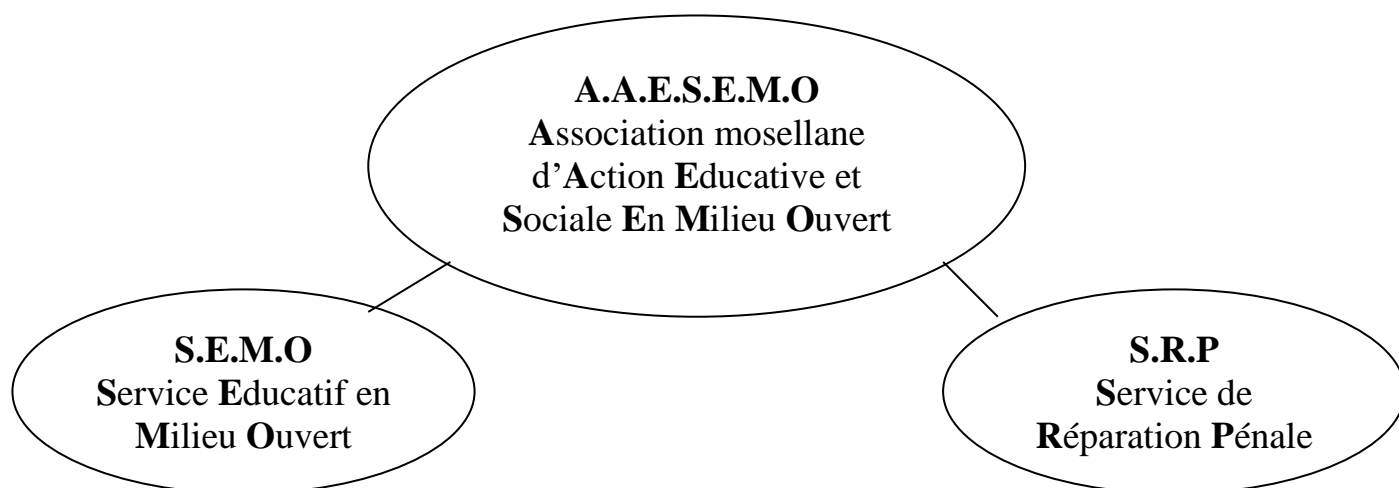 A.A.E.S.E.M.O
Association mosellane
d’Action Educative et
Sociale En Milieu Ouvert
S.E.M.O
Service Educatif en
Milieu Ouvert
S.R.P
Service de
Réparation Pénale